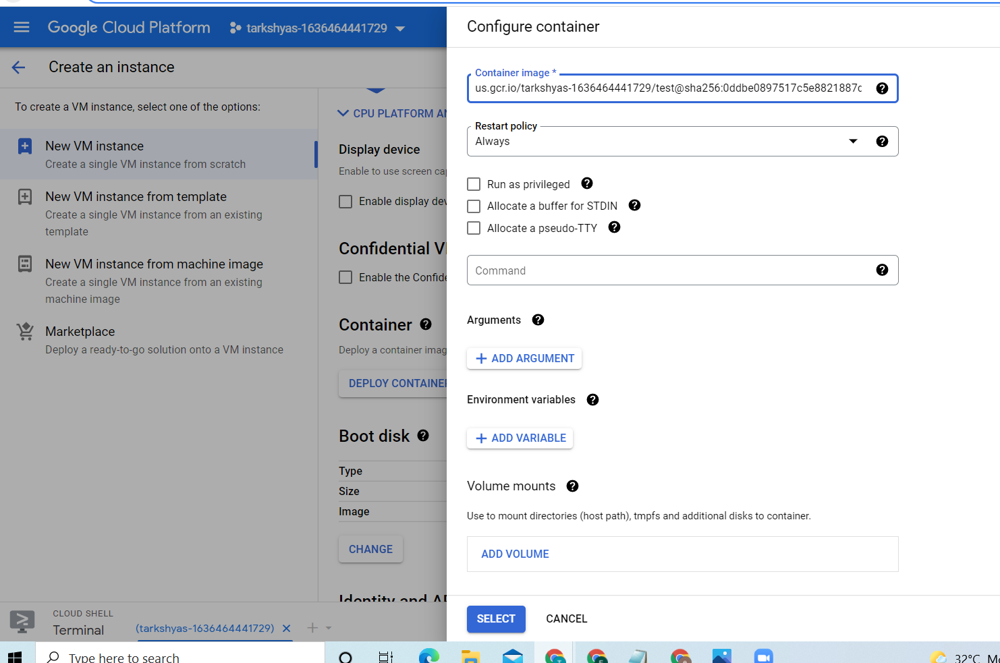 Google Cloud Platform
tarkshyas-1636464441729
Create an instance
To create a VM instance, select one of the options:
New VM instance
Create a single VM instance from scratch
New VM instance from template
Create a single VM instance from an existing
template
New VM instance from machine image
Create a single VM instance from an existing
machine image
Marketplace
Deploy a ready-to-go solution onto a VM instance
CPU PLATFORM AN
Display device
Enable to use screen cap
Enable display dev
Confidential VI
Enable the Confide
Container
Deploy a container imag
DEPLOY CONTAINER
Boot disk
Type
Size
Image
CHANGE
Identity and AP
Configure container
Container image *
us.gcr.io/tarkshyas-1636464441729/test@sha256:0ddbe0897517c5e8821887c
Restart policy
Always
Run as privileged
Allocate a buffer for STDIN
Allocate a pseudo-TTY
Command
Arguments
ADD ARGUMENT
Environment variables
ADD VARIABLE
Volume mounts
Use to mount directories (host path), tmpfs and additional disks to container.
ADD VOLUME
SELECT
CANCEL
CLOUD SHELL
Terminal
(tarkshyas-1636464441729)
Type here to search
32°C